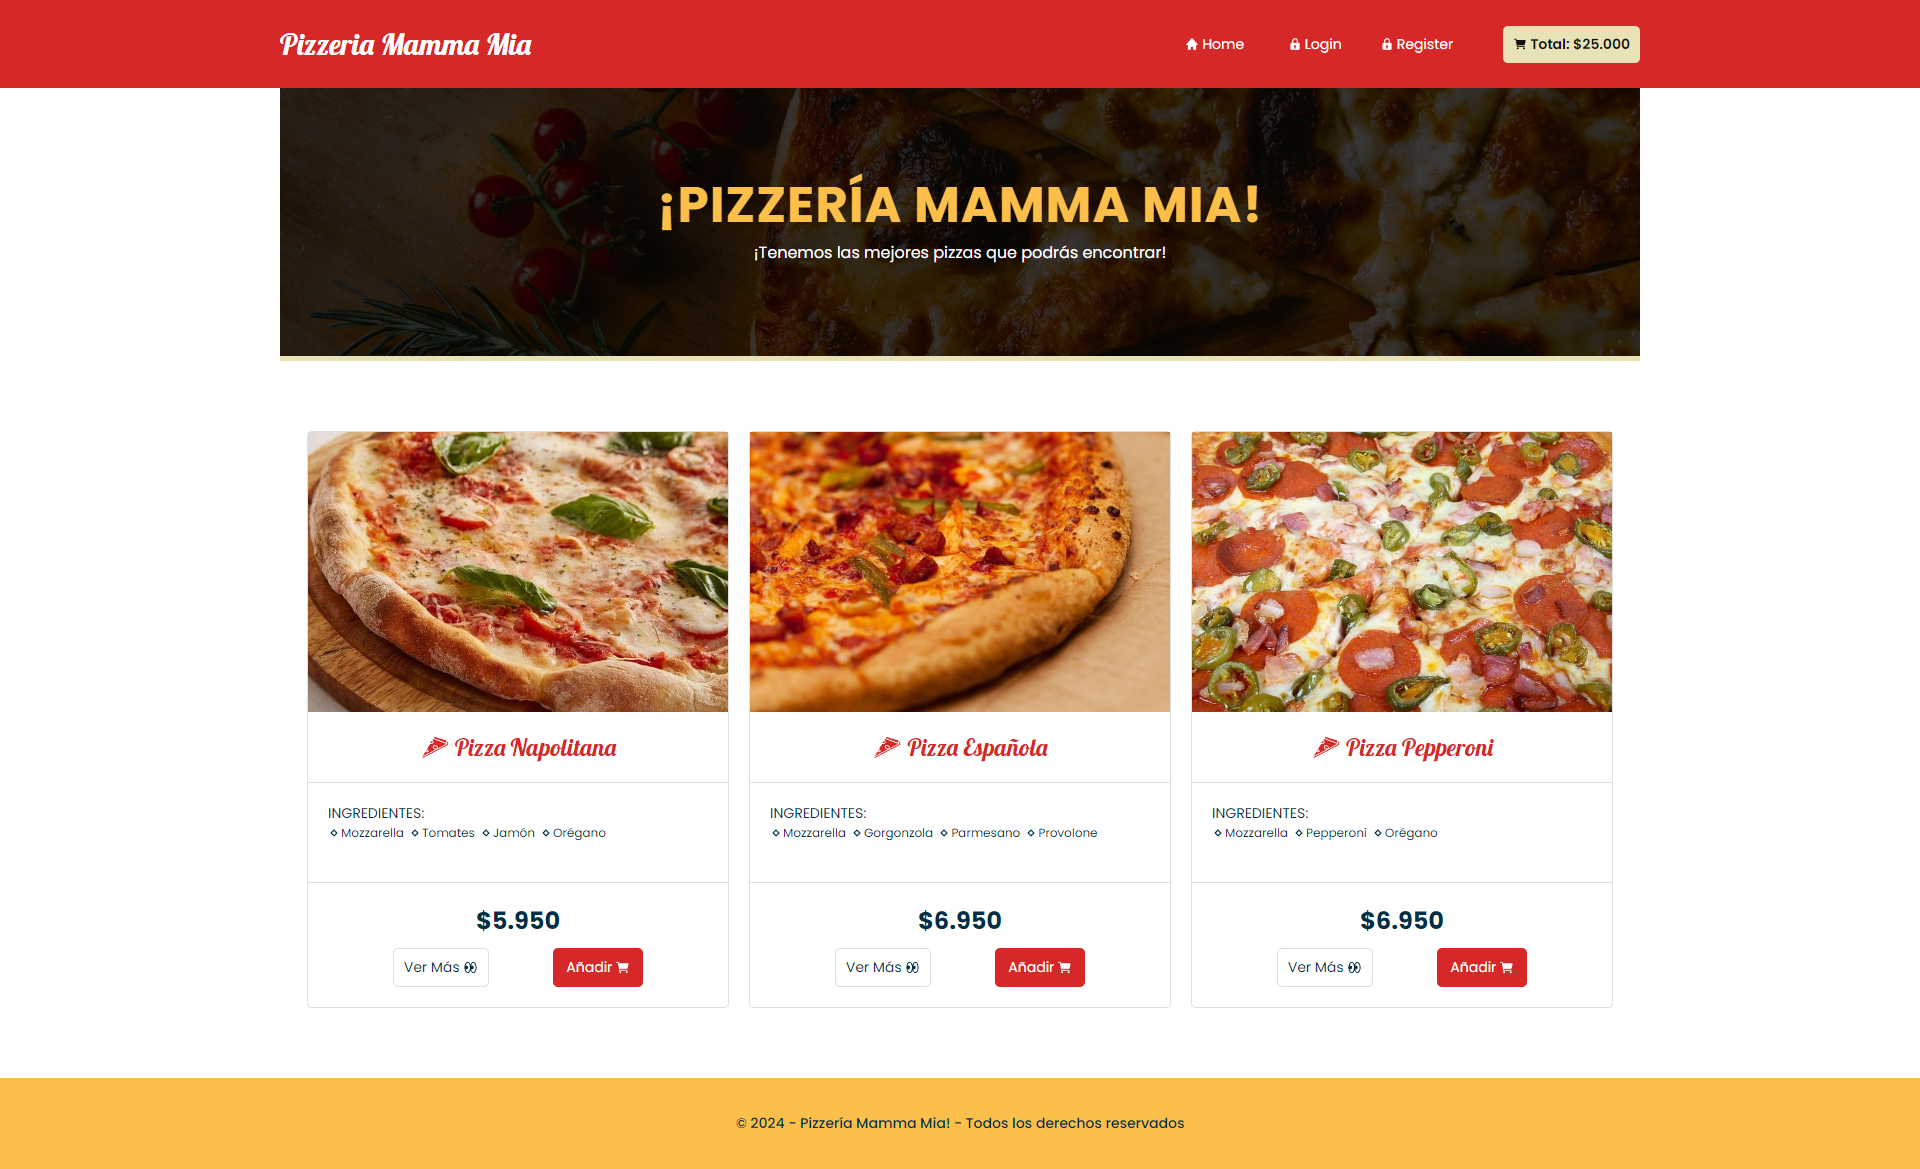 Pizzeria Mamma Mia
Home Login Register Total: $25.000
¡PIZZERÍA MAMMA MIA!
¡Tenemos las mejores pizzas que podrás encontrar!
Pizza Napolitana
INGREDIENTES:
Mozzarella Tomates Jamón Orégano
$5.950
Ver Más Añadir
Pizza Española
INGREDIENTES:
Mozzarella Gorgonzola Parmesano Provolone
$6.950
Ver Más Añadir
Pizza Pepperoni
INGREDIENTES:
Mozzarella Pepperoni Orégano
$6.950
Ver Más Añadir
© 2024 - Pizzería Mamma Mia! - Todos los derechos reservados